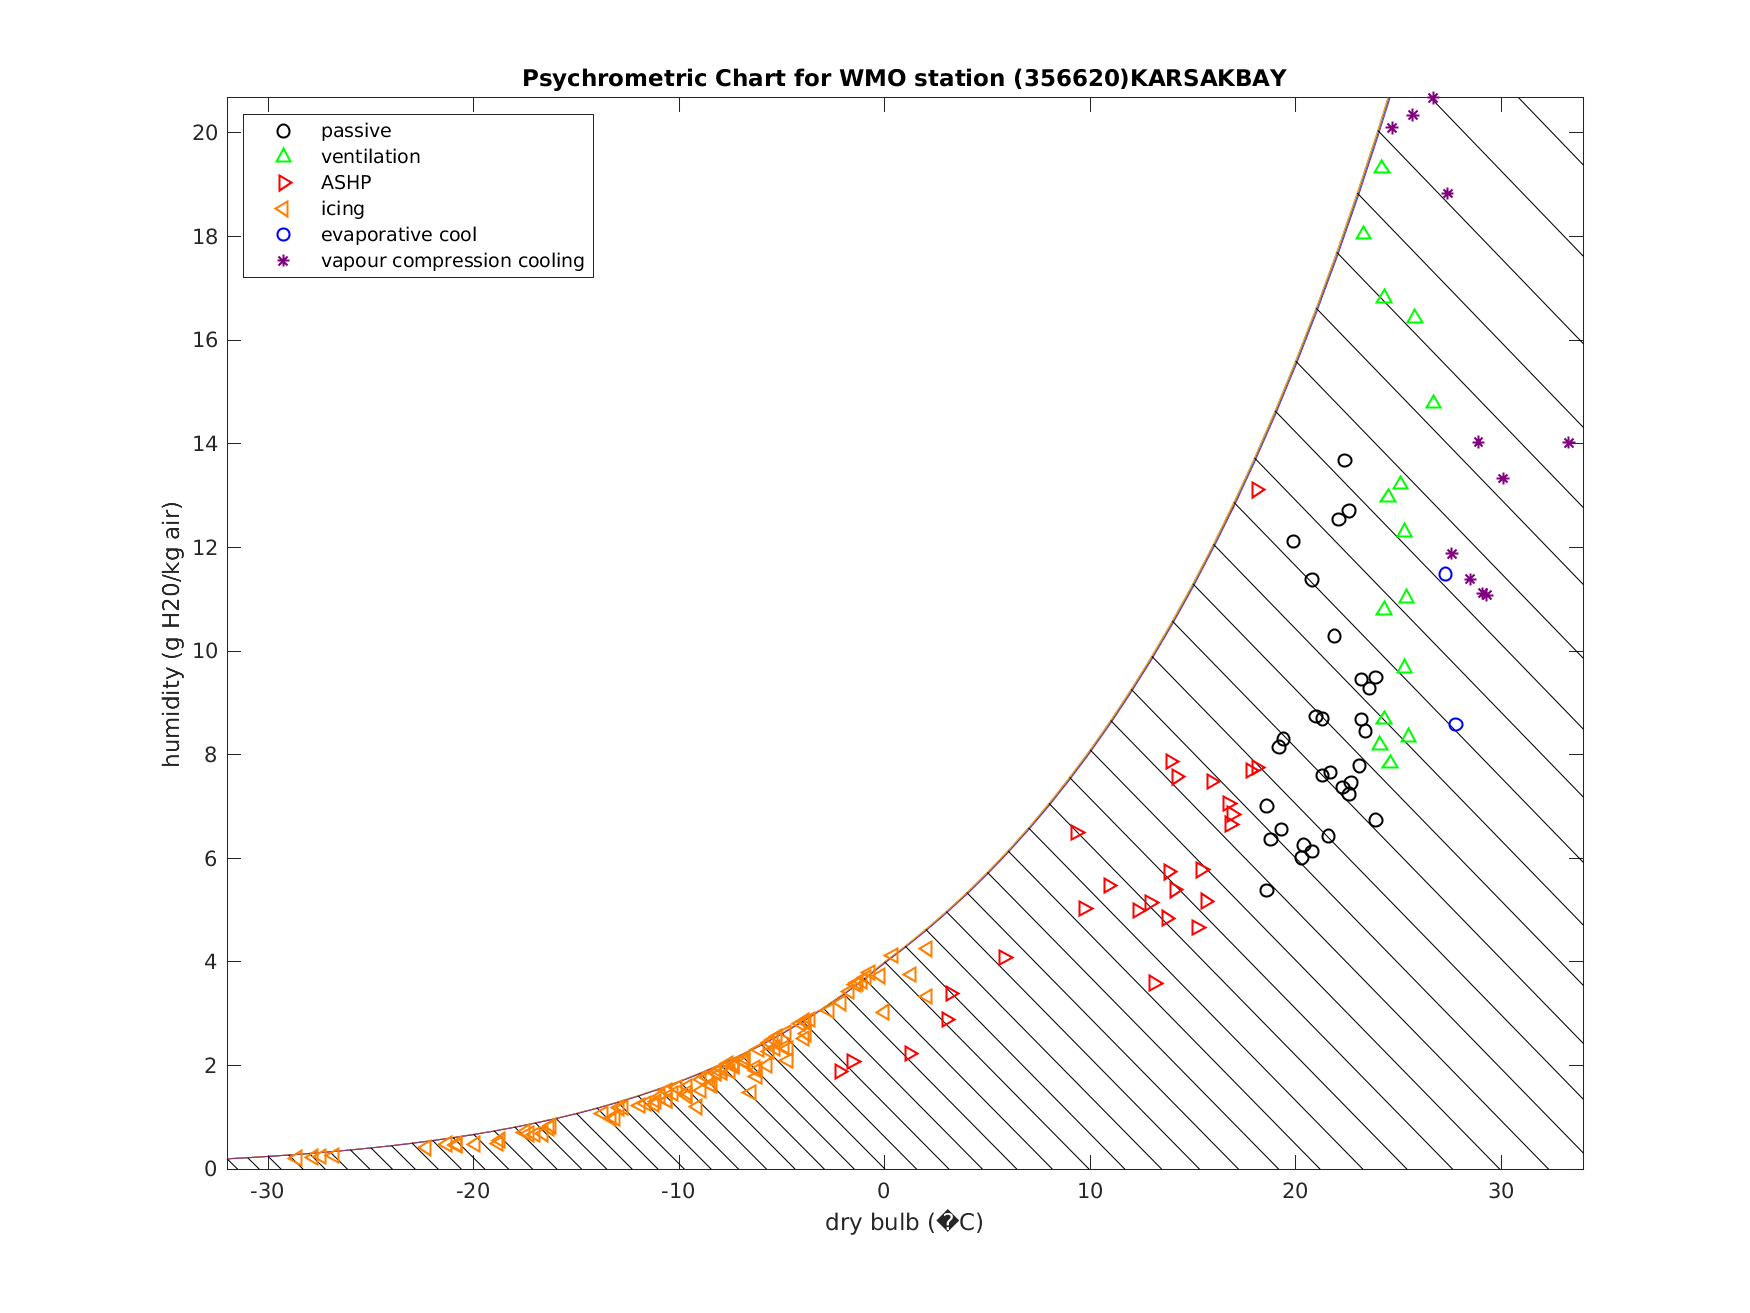 Psychrometric Chart for WMO station (356620)KARSAKBAY
passive
ventilation
ASHP
icing
evaporative cool
vapour compression cooling
humidity (g H20/kg air)
20
18
16
14
12
10
8
6
4
2
0
-30
-20
-10
0
10
20
30
dry bulb (�C)